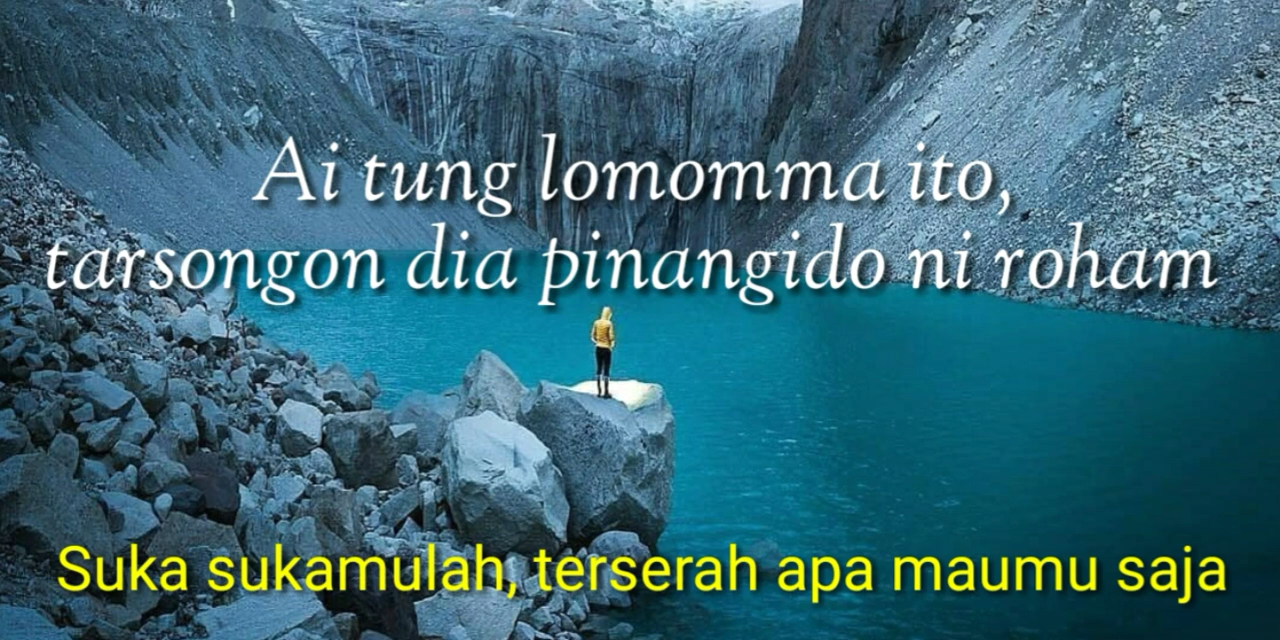 Ai tung lomomma ito,
tarsongon dia pinangido ni roham
Suka sukamulah, terserah apa maumu saja